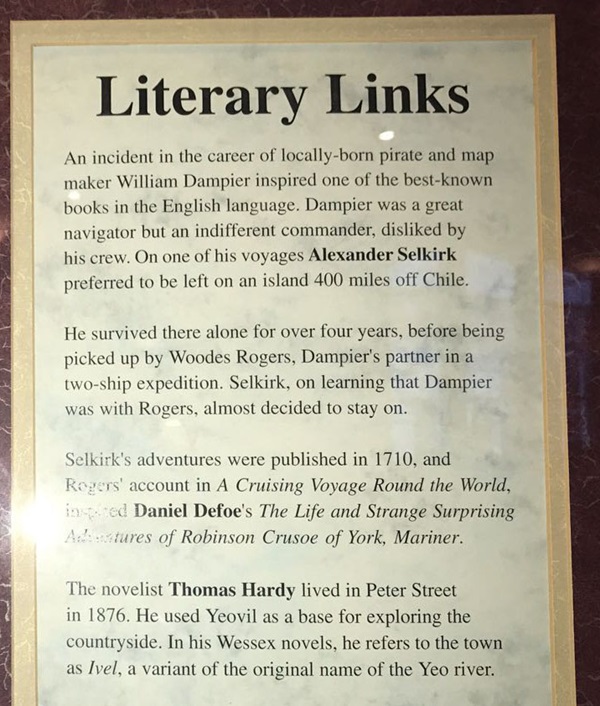 Literary Links
An incident in the career of locally-born pirate and map
maker William Dampier inspired one of the best-known
books in the English language. Dampier was a great
navigator but an indifferent commander, disliked by
his crew. On one of his voyages Alexander Selkirk
preferred to be left on an island 400 miles off Chile.
He survived there alone for over four years, before being
picked up by Woodes Rogers, Dampier's partner in a
two-ship expedition. Selkirk, on learning that Dampier
was with Rogers, almost decided to stay on.
Selkirk's adventures were published in 1710, and
Rogers' account in A Cruising Voyage Round the World,
inspired Daniel Defoe's The Life and Strange Surprising
Adventures of Robinson Crusoe of York, Mariner.
The novelist Thomas Hardy lived in Peter Street
in 1876. He used Yeovil as a base for exploring the
countryside. In his Wessex novels, he refers to the town
as Ivel, a variant of the original name of the Yeo river.